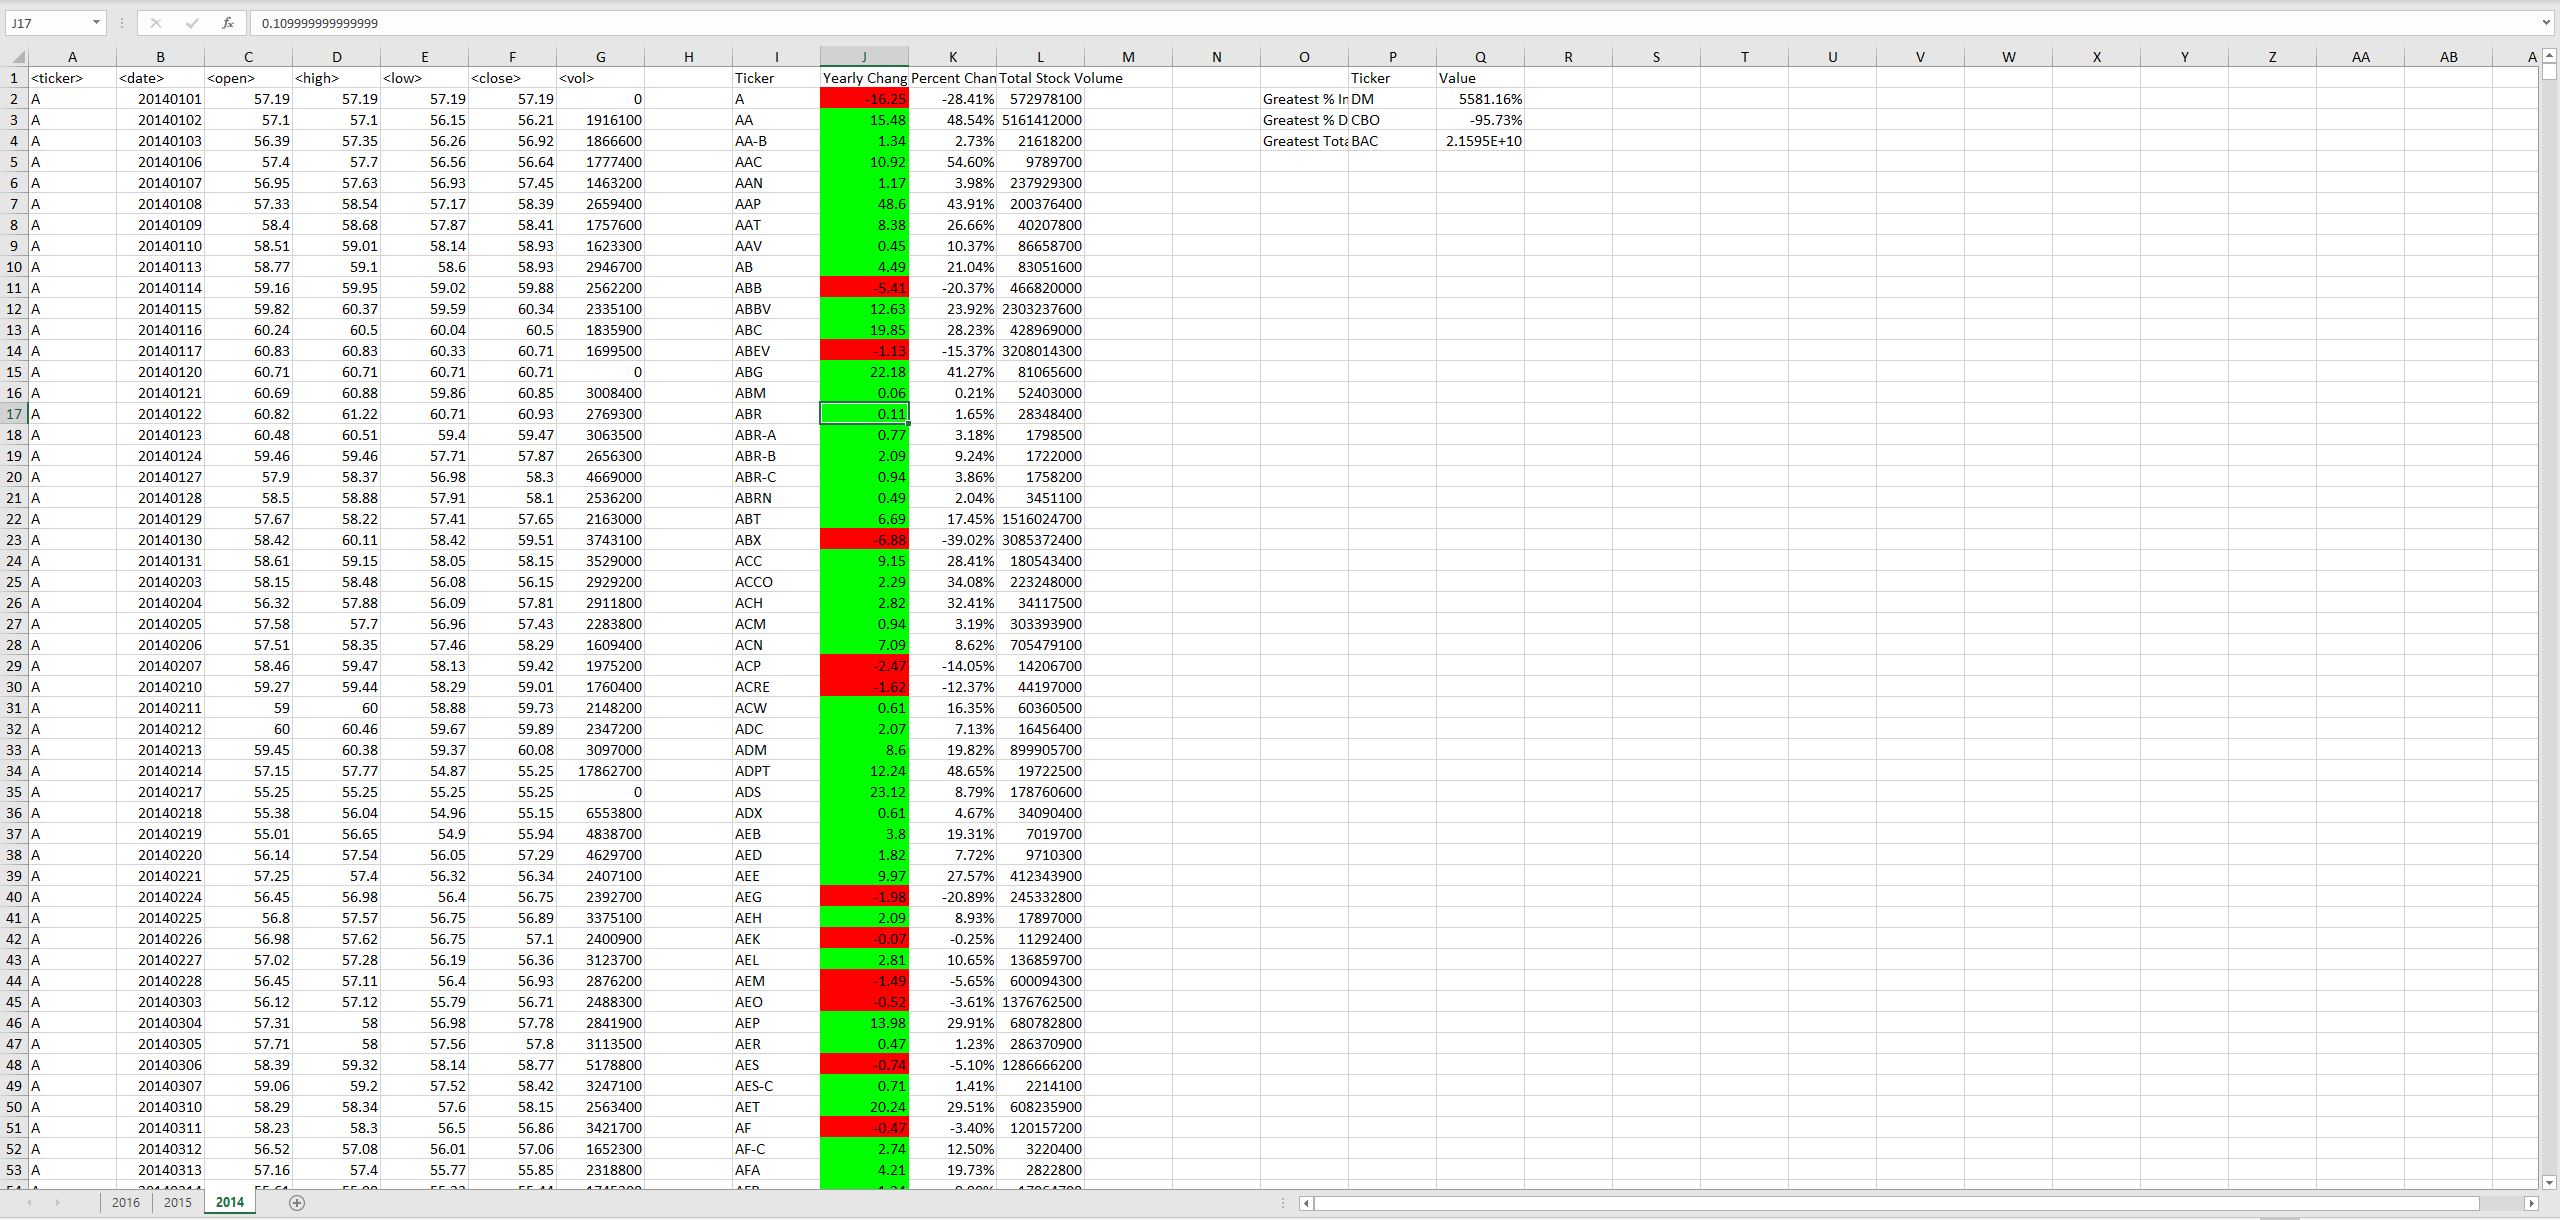 J17 fx 0.109999999999999
A B C D E F G H I J K L M N O P Q R S T U V W X Y Z AA AB A
1 <ticker> <date> <open> <high> <low> <close> <vol> Ticker Yearly Chang Percent Chan Total Stock Volume Ticker Value
2 A 20140101 57.19 57.19 57.19 57.19 0 A -16.25 -28.41% 572978100 Greatest % In DM 5581.16%
3 A 20140102 57.1 57.1 56.15 56.21 1916100 AA 15.48 48.54% 5161412000 Greatest % D CBO -95.73%
4 A 20140103 56.39 57.35 56.26 56.92 1866600 AA-B 1.34 2.73% 21618200 Greatest Tota BAC 2.1595E+10
5 A 20140106 57.4 57.7 56.56 56.64 1777400 AAC 10.92 54.60% 9789700
6 A 20140107 56.95 57.63 56.93 57.45 1463200 AAN 1.17 3.98% 237929300
7 A 20140108 57.33 58.54 57.17 58.39 2659400 AAP 48.6 43.91% 200376400
8 A 20140109 58.4 58.68 57.87 58.41 1757600 AAT 8.38 26.66% 40207800
9 A 20140110 58.51 59.01 58.14 58.93 1623300 AAV 0.45 10.37% 86658700
10 A 20140113 58.77 59.1 58.6 58.93 2946700 AB 4.49 21.04% 83051600
11 A 20140114 59.16 59.95 59.02 59.88 2562200 ABB -5.41 -20.37% 466820000
12 A 20140115 59.82 60.37 59.59 60.34 2335100 ABBV 12.63 23.92% 2303237600
13 A 20140116 60.24 60.5 60.04 60.5 1835900 ABC 19.85 28.23% 428969000
14 A 20140117 60.83 60.83 60.33 60.71 1699500 ABEV -1.13 -15.37% 3208014300
15 A 20140120 60.71 60.71 60.71 60.71 0 ABG 22.18 41.27% 81065600
16 A 20140121 60.69 60.88 59.86 60.85 3008400 ABM 0.06 0.21% 52403000
17 A 20140122 60.82 61.22 60.71 60.93 2769300 ABR 0.11 1.65% 28348400
18 A 20140123 60.48 60.51 59.4 59.47 3063500 ABR-A 0.77 3.18% 1798500
19 A 20140124 59.46 59.46 57.71 57.87 2656300 ABR-B 2.09 9.24% 1722000
20 A 20140127 57.9 58.37 56.98 58.3 4669000 ABR-C 0.94 3.86% 1758200
21 A 20140128 58.5 58.88 57.91 58.1 2536200 ABRN 0.49 2.04% 3451100
22 A 20140129 57.67 58.22 57.41 57.65 2163000 ABT 6.69 17.45% 1516024700
23 A 20140130 58.42 60.11 58.42 59.51 3743100 ABX -6.88 -39.02% 3085372400
24 A 20140131 58.61 59.15 58.05 58.15 3529000 ACC 9.15 28.41% 180543400
25 A 20140203 58.15 58.48 56.08 56.15 2929200 ACCO 2.29 34.08% 223248000
26 A 20140204 56.32 57.88 56.09 57.81 2911800 ACH 2.82 32.41% 34117500
27 A 20140205 57.58 57.7 56.96 57.43 2283800 ACM 0.94 3.19% 303393900
28 A 20140206 57.51 58.35 57.46 58.29 1609400 ACN 7.09 8.62% 705479100
29 A 20140207 58.46 59.47 58.13 59.42 1975200 ACP -2.47 -14.05% 14206700
30 A 20140210 59.27 59.44 58.29 59.01 1760400 ACRE -1.62 -12.37% 44197000
31 A 20140211 59 60 58.88 59.73 2148200 ACW 0.61 16.35% 60360500
32 A 20140212 60 60.46 59.67 59.89 2347200 ADC 2.07 7.13% 16456400
33 A 20140213 59.45 60.38 59.37 60.08 3097000 ADM 8.6 19.82% 899905700
34 A 20140214 57.15 57.77 54.87 55.25 17862700 ADPT 12.24 48.65% 19722500
35 A 20140217 55.25 55.25 55.25 55.25 0 ADS 23.12 8.79% 178760600
36 A 20140218 55.38 56.04 54.96 55.15 6553800 ADX 0.61 4.67% 34090400
37 A 20140219 55.01 56.65 54.9 55.94 4838700 AEB 3.8 19.31% 7019700
38 A 20140220 56.14 57.54 56.05 57.29 4629700 AED 1.82 7.72% 9710300
39 A 20140221 57.25 57.4 56.32 56.34 2407100 AEE 9.97 27.57% 412343900
40 A 20140224 56.45 56.98 56.4 56.75 2392700 AEG -1.98 -20.89% 245332800
41 A 20140225 56.8 57.57 56.75 56.89 3375100 AEH 2.09 8.93% 17897000
42 A 20140226 56.98 57.62 56.75 57.1 2400900 AEK -0.07 -0.25% 11292400
43 A 20140227 57.02 57.28 56.19 56.36 3123700 AEL 2.81 10.65% 136859700
44 A 20140228 56.45 57.11 56.4 56.93 2876200 AEM -1.49 -5.65% 600094300
45 A 20140303 56.12 57.12 55.79 56.71 2488300 AEO -0.52 -3.61% 1376762500
46 A 20140304 57.31 58 56.98 57.78 2841900 AEP 13.98 29.91% 680782800
47 A 20140305 57.71 58 57.56 57.8 3113500 AER 0.47 1.23% 286370900
48 A 20140306 58.39 59.32 58.14 58.77 5178800 AES -0.74 -5.10% 1286666200
49 A 20140307 59.06 59.2 57.52 58.42 3247100 AES-C 0.71 1.41% 2214100
50 A 20140310 58.29 58.34 57.6 58.15 2563400 AET 20.24 29.51% 608235900
51 A 20140311 58.23 58.3 56.5 56.86 3421700 AF -0.47 -3.40% 120157200
52 A 20140312 56.52 57.08 56.01 57.06 1652300 AF-C 2.74 12.50% 3220400
53 A 20140313 57.16 57.4 55.77 55.85 2318800 AFA 4.21 19.73% 2822800
2016 2015 2014